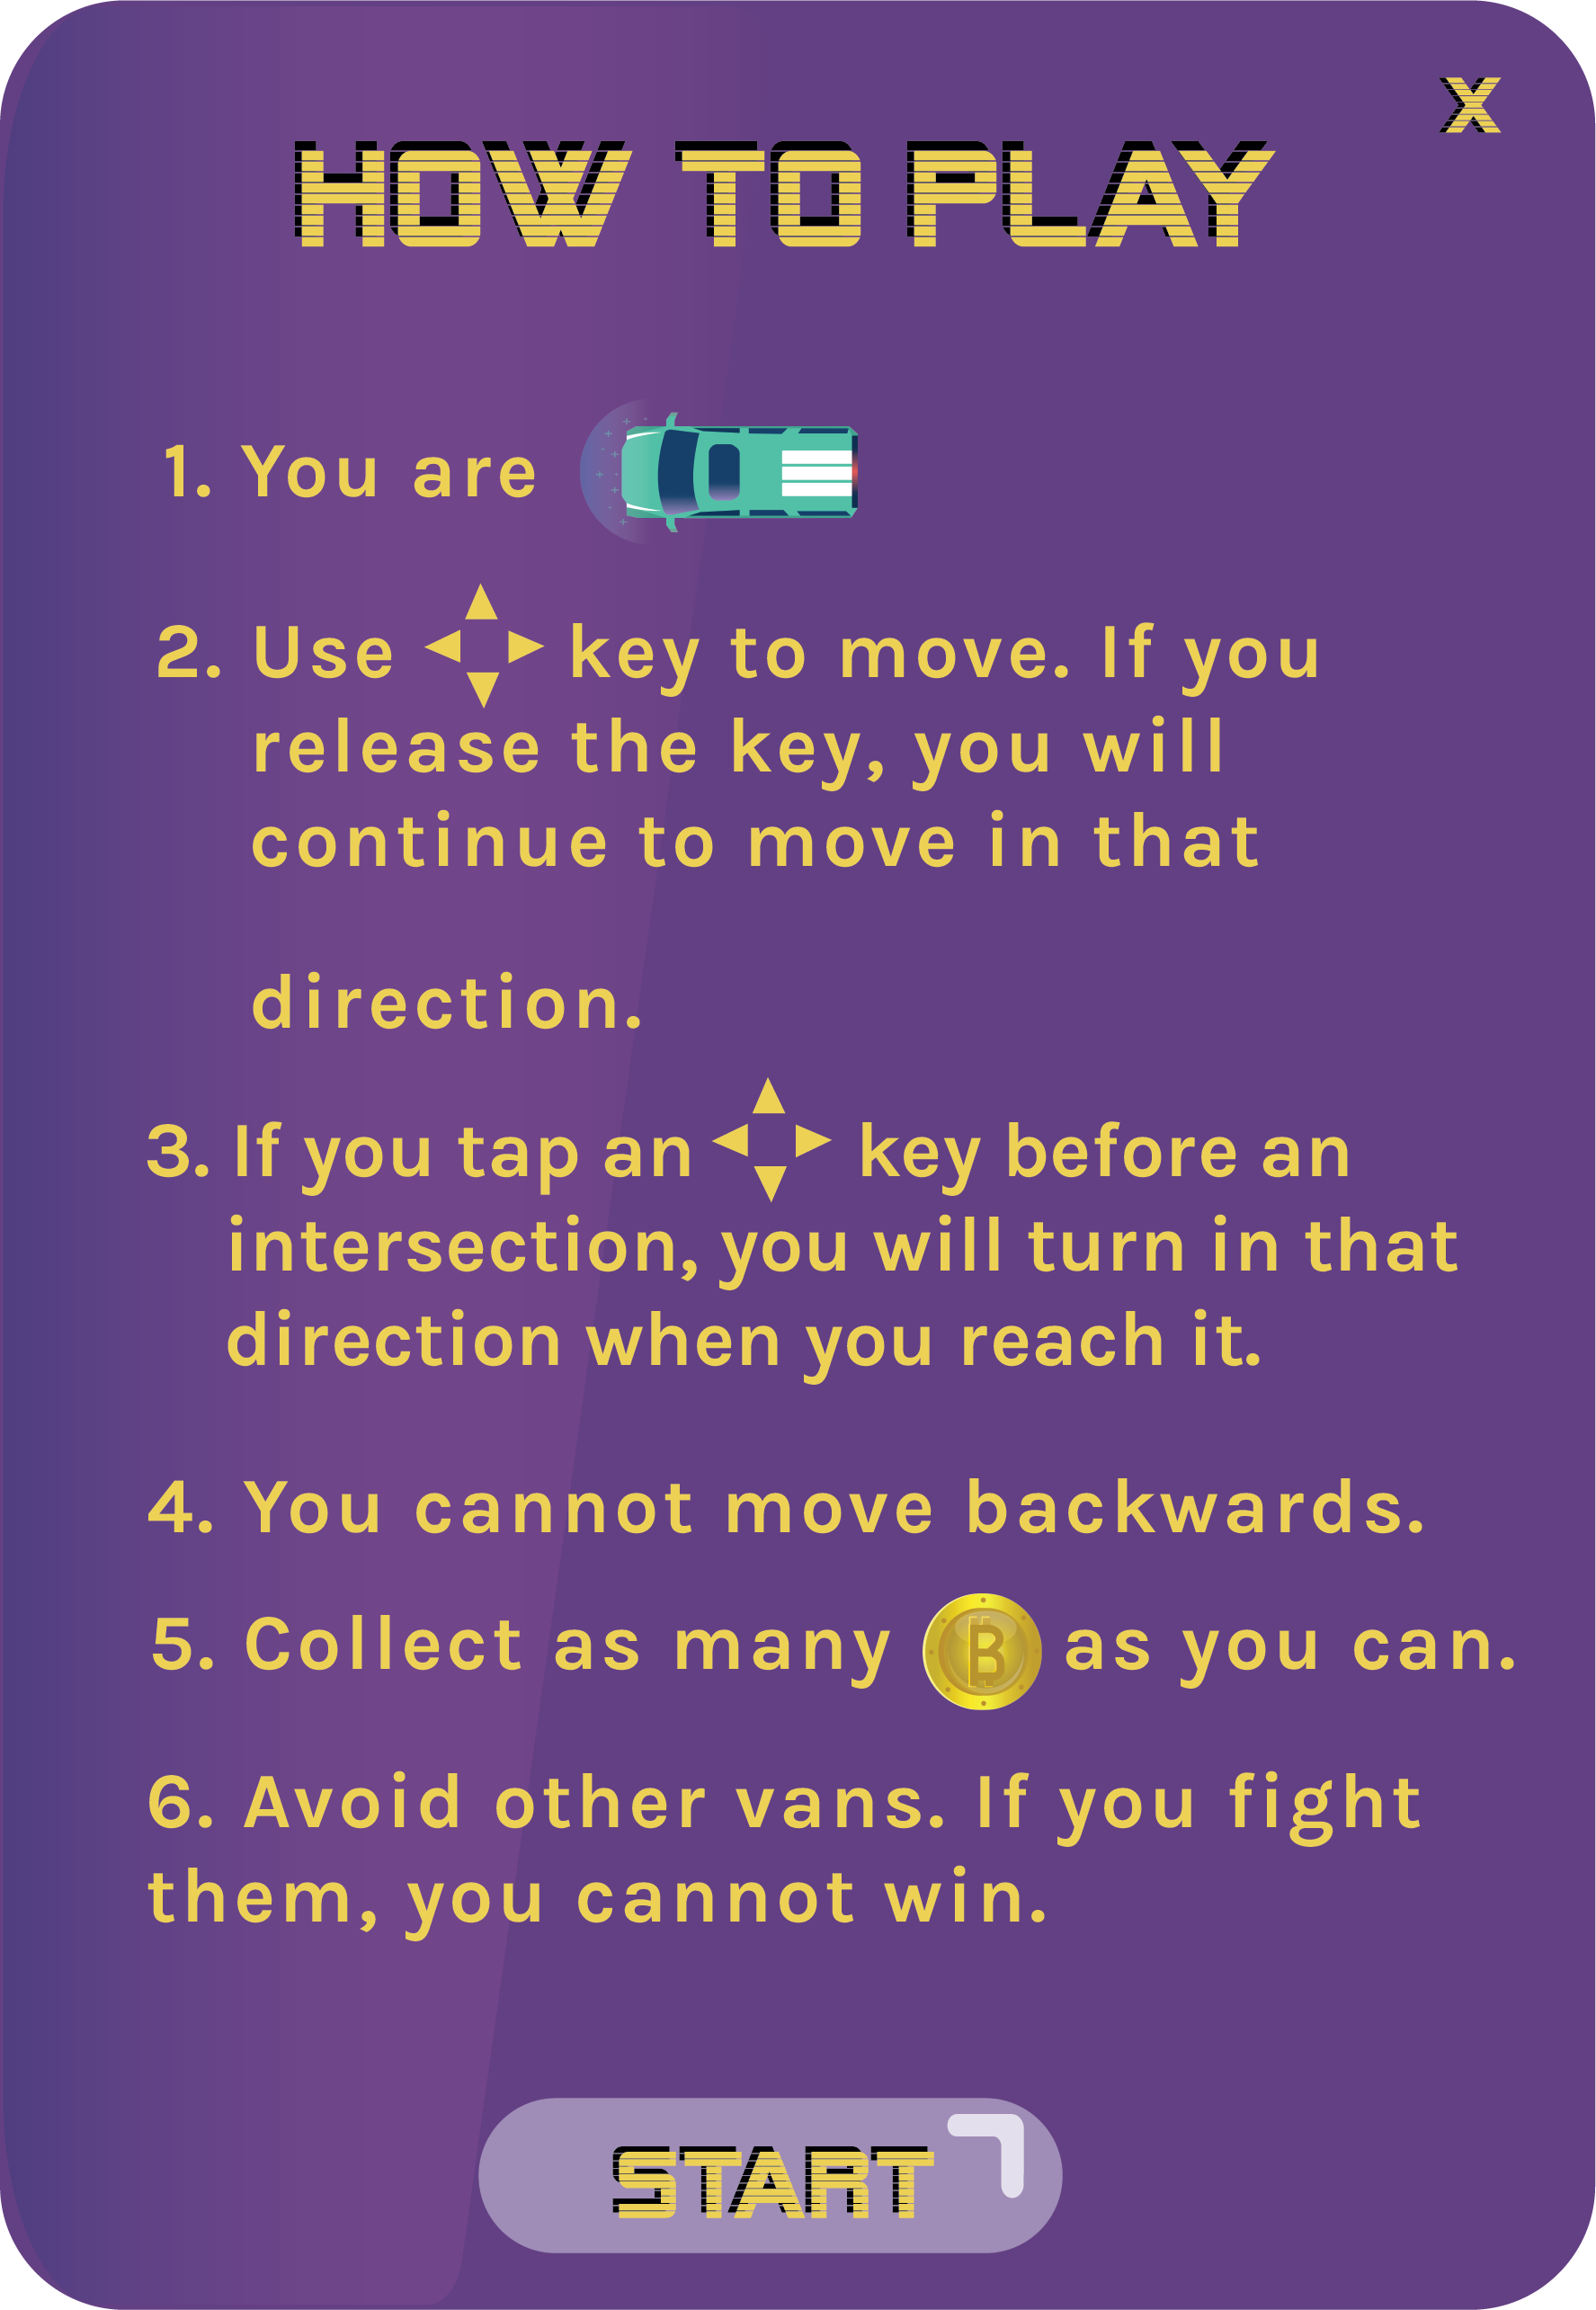 X
HOW TO PLAY
1. You are
2. Use key to move. If you
release the key, you will
continue to move in that
direction.
3. If you tap an key before an
intersection, you will turn in that
direction when you reach it.
4. You cannot move backwards.
5. Collect as many B as you can.
6. Avoid other vans. If you fight
them, you cannot win.
START